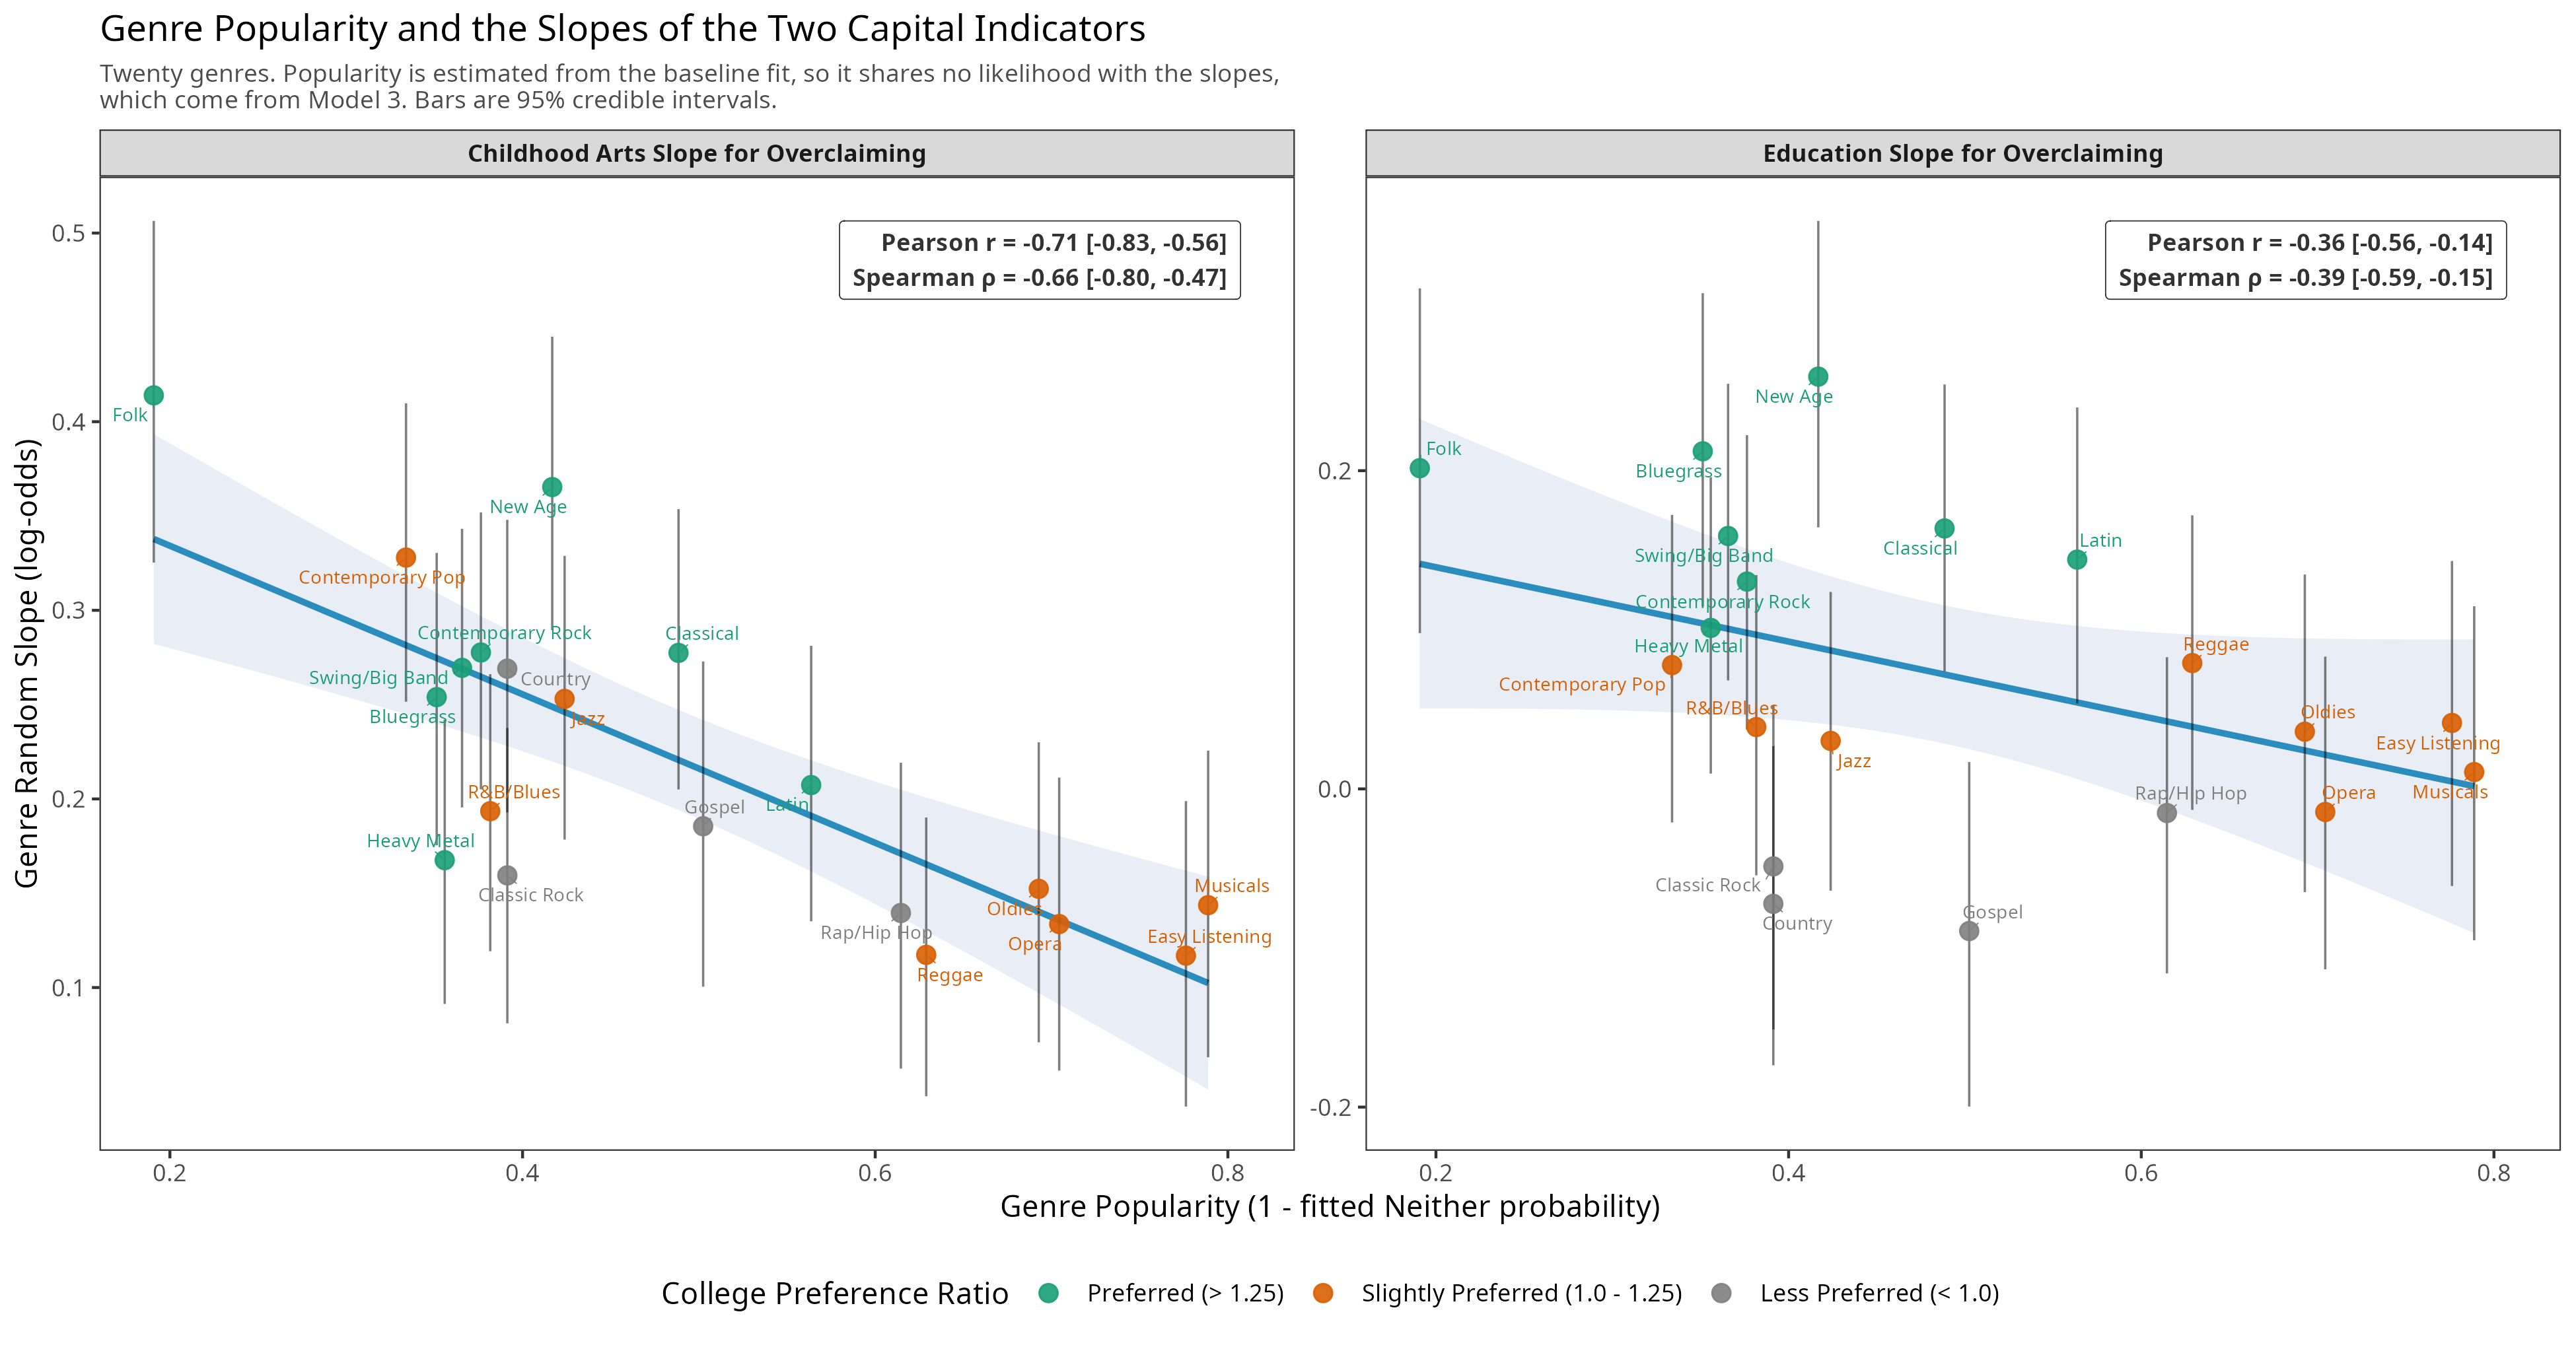 Genre Popularity and the Slopes of the Two Capital Indicators
Twenty genres. Popularity is estimated from the baseline fit, so it shares no likelihood with the slopes,
which come from Model 3. Bars are 95% credible intervals.
Childhood Arts Slope for Overclaiming
Education Slope for Overclaiming
Genre Random Slope (log-odds)
0.5
0.4
0.3
0.2
0.1
Pearson r = -0.71 [-0.83, -0.56]
Spearman ρ = -0.66 [-0.80, -0.47]
Folk
New Age
Contemporary Pop
Contemporary Rock
Classical
Swing/Big Band
Country
Bluegrass
Jazz
R&B/Blues
Latin
Gospel
Heavy Metal
Classic Rock
Musicals
Oldies
Rap/Hip Hop
Easy Listening
Opera
Reggae
0.2
0.4
0.6
0.8
0.2
0.0
-0.2
Pearson r = -0.36 [-0.56, -0.14]
Spearman ρ = -0.39 [-0.59, -0.15]
New Age
Folk
Bluegrass
Latin
Classical
Swing/Big Band
Contemporary Rock
Heavy Metal
Reggae
Contemporary Pop
R&B/Blues
Oldies
Easy Listening
Jazz
Rap/Hip Hop
Opera
Musicals
Classic Rock
Gospel
Country
0.2
0.4
0.6
0.8
Genre Popularity (1 - fitted Neither probability)
College Preference Ratio
Preferred (> 1.25)
Slightly Preferred (1.0 - 1.25)
Less Preferred (< 1.0)